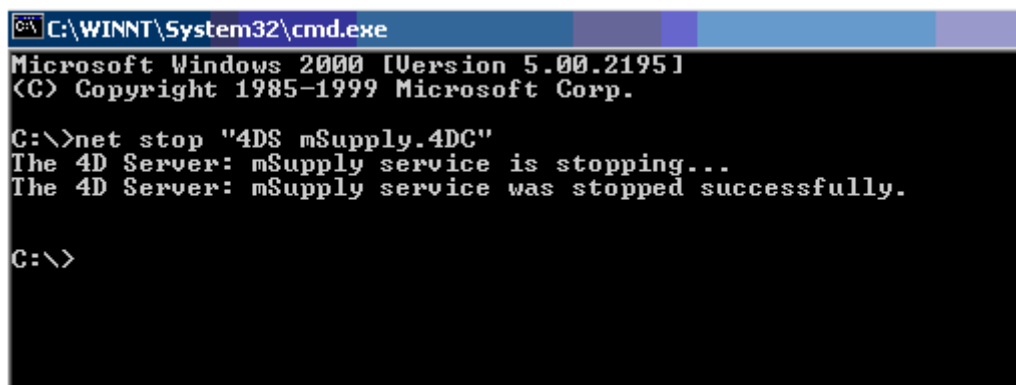 C:\WINNT\System32\cmd.exe
Microsoft Windows 2000 [Version 5.00.2195]
(C) Copyright 1985-1999 Microsoft Corp.
C:\>net stop "4DS mSupply.4DC"
The 4D Server: mSupply service is stopping...
The 4D Server: mSupply service was stopped successfully.
C:\>